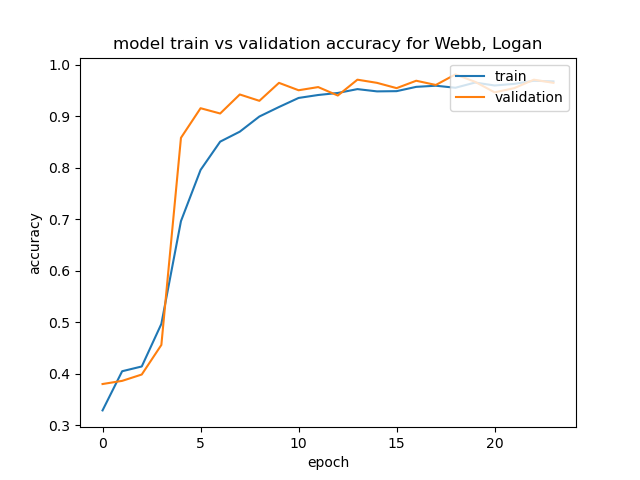 model train vs validation accuracy for Webb, Logan
1.0
0.9
0.8
0.7
0.6
0.5
0.4
0.3
accuracy
train
validation
0 5 10 15 20
epoch